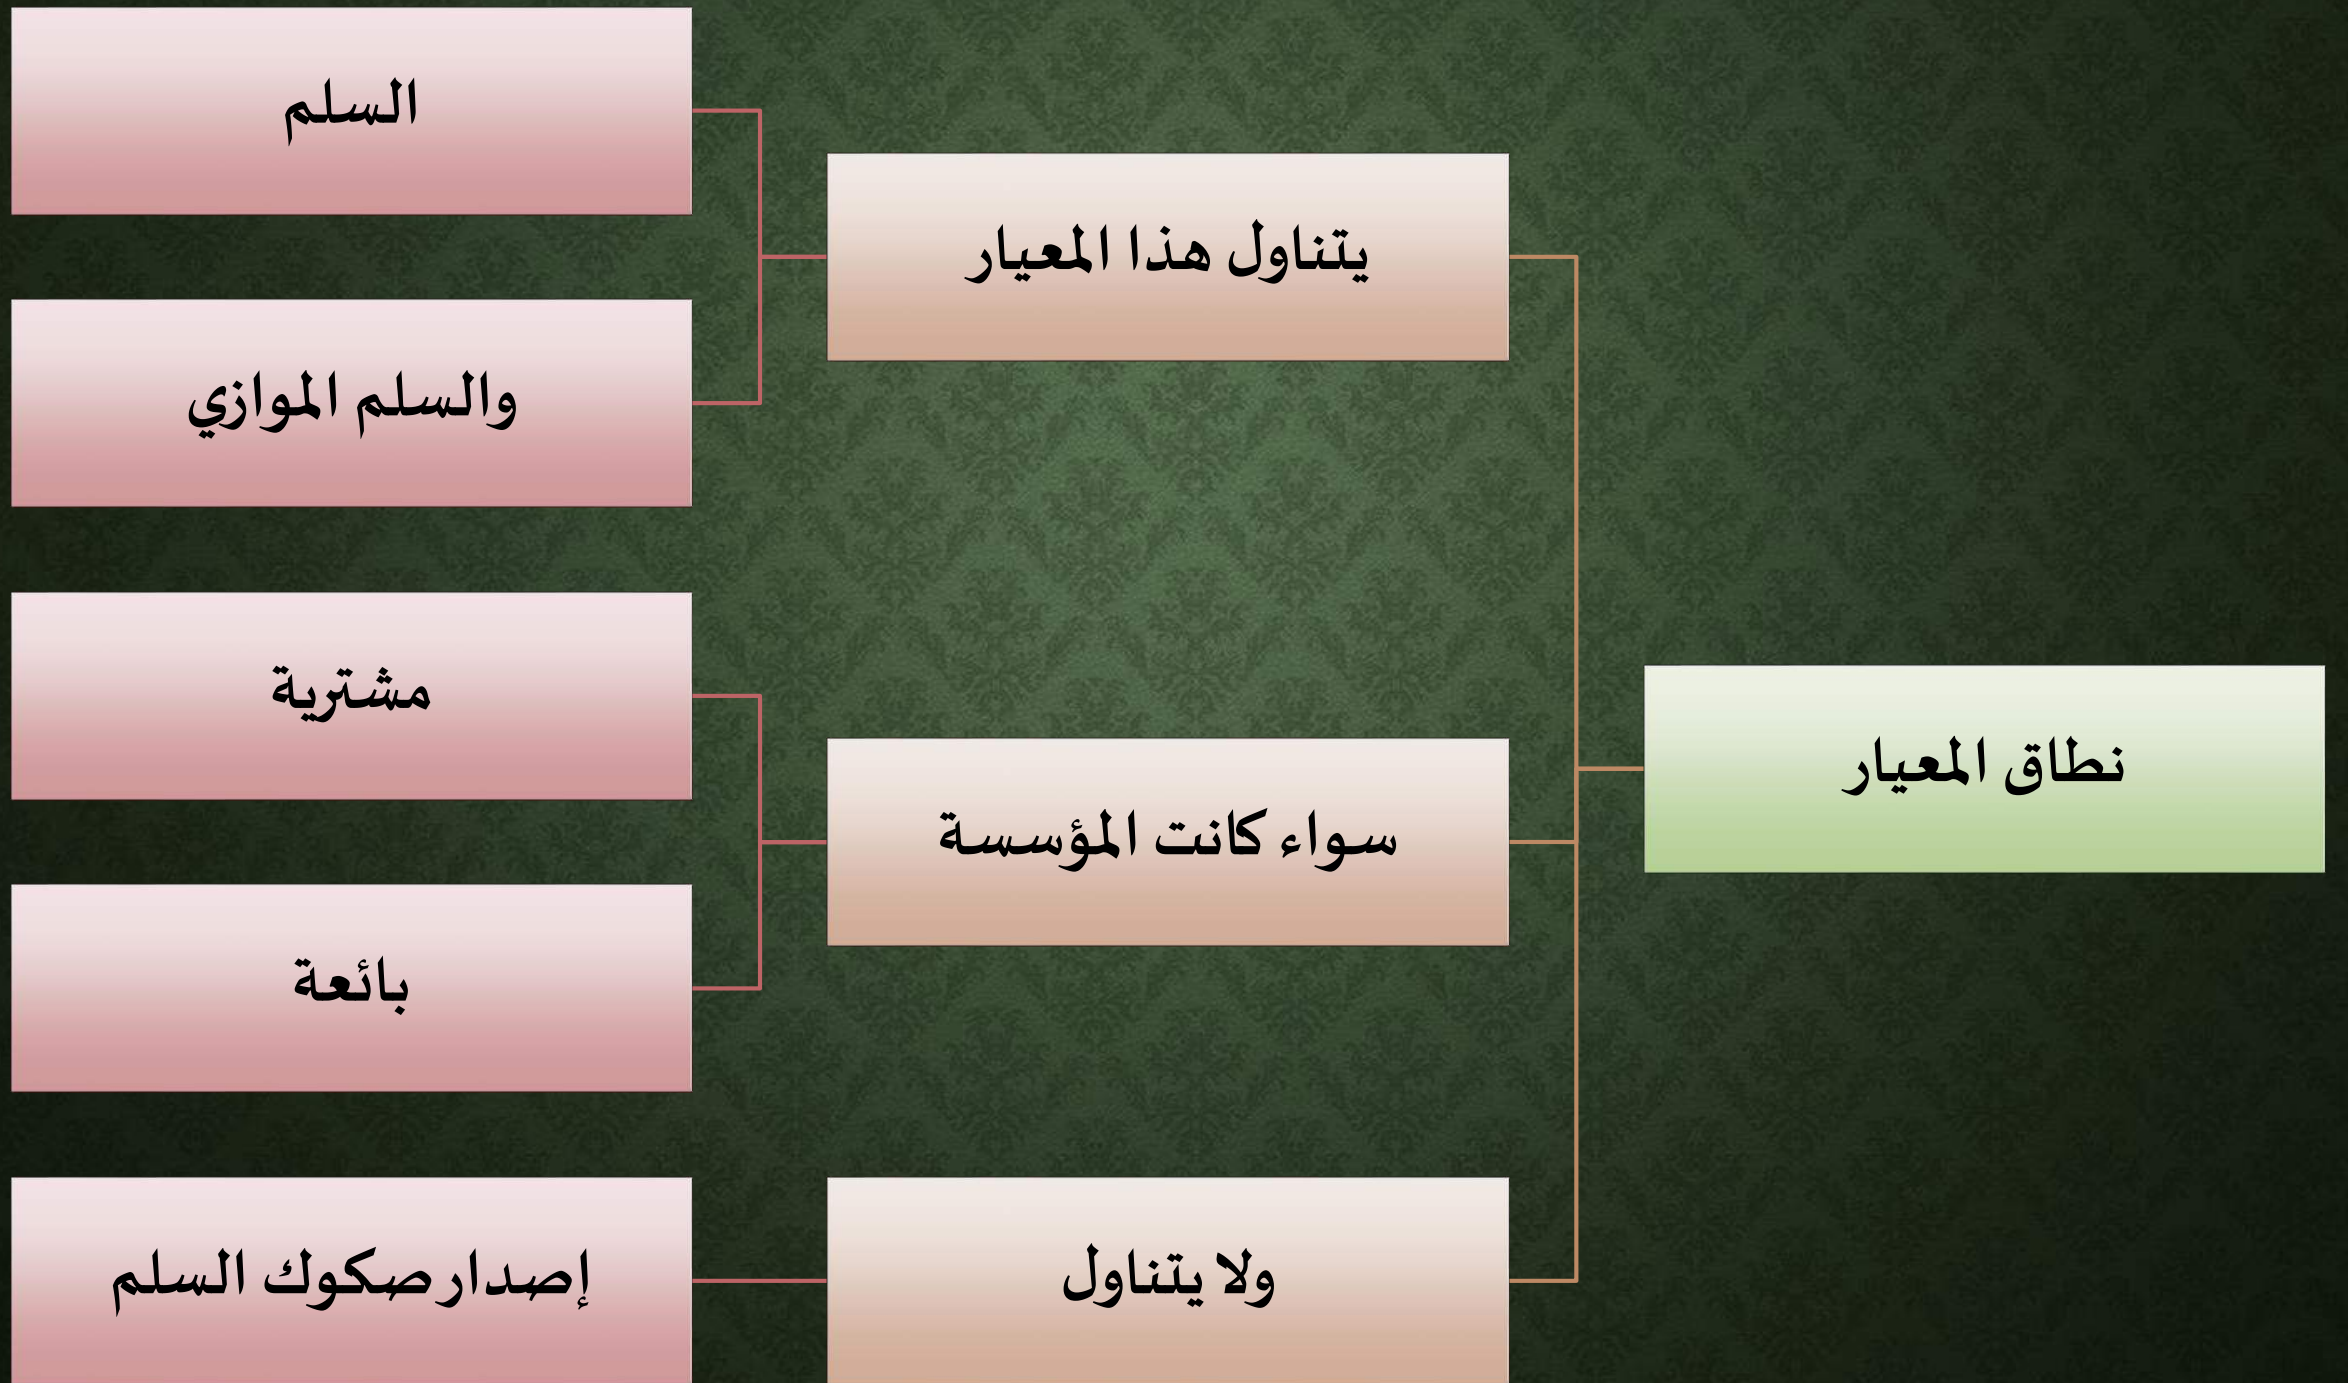 نطاق المعيار
يتناول هذا المعيار
السلم
والسلم الموازي
سواء كانت المؤسسة
مشترية
بائعة
ولا يتناول
إصدار صكوك السلم